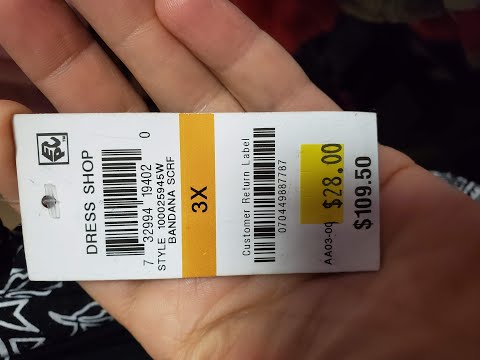 EPC
DRESS SHOP
7 32994 19402 0
STYLE 100025945W
BANDANA SCRF
3X
Customer Return Label
070449887787
AA03-00
$28.00
$109.50